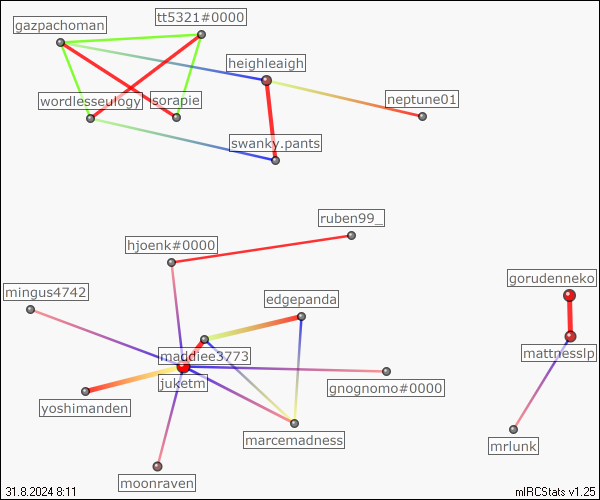 tt5321#0000
gazpachoman
heighleaigh
neptune01
wordlesseulogy
sorapie
swanky.pants
ruben99_
hjoenk#0000
gorudenneko
mingus4742
edgepanda
maddiee3773
mattnesslp
juketm
gnognomo#0000
yoshimanden
marcemadness
mrlunk
moonraven
31.8.2024 8:11
mIRCStats v1.25